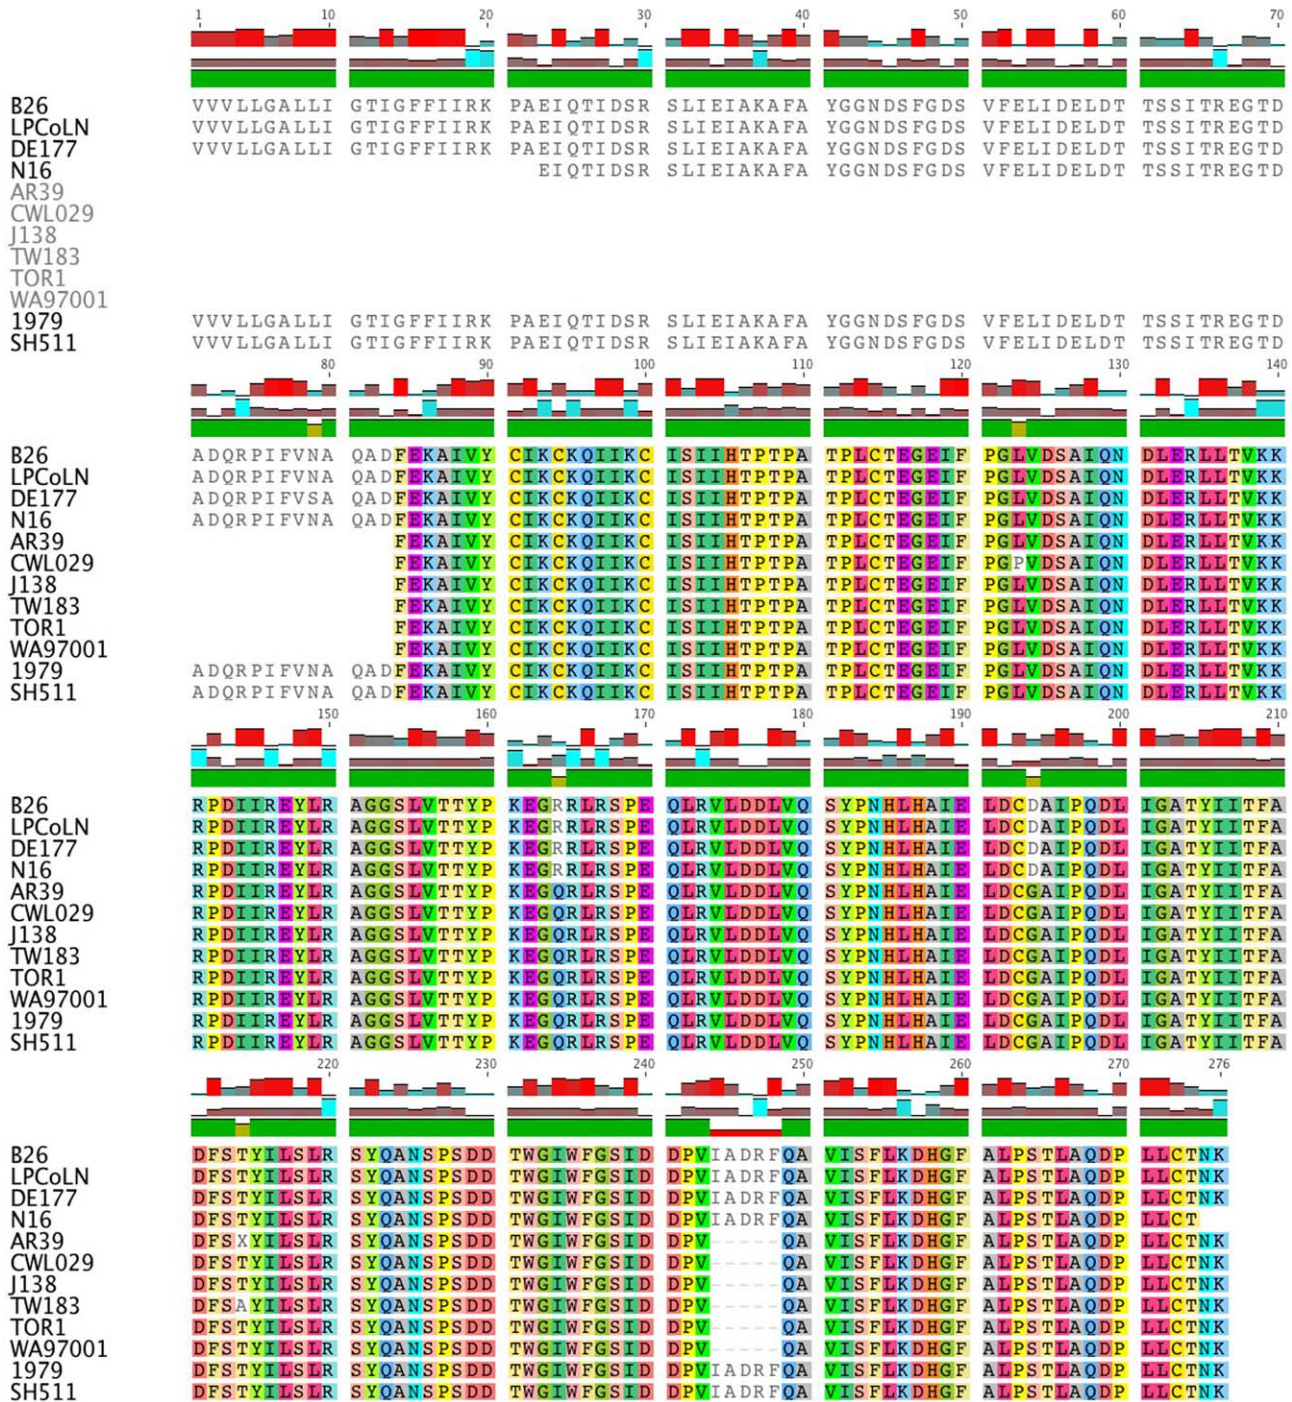 1 10 20 30 40 50 60 70
B26 VVVLLGALLI GTIGFFIIRK PAEIQTIDSR SLIEIAKAFA YGGNDSFGDS VFELIDELDT TSSITREGTD
LPCoLN VVVLLGALLI GTIGFFIIRK PAEIQTIDSR SLIEIAKAFA YGGNDSFGDS VFELIDELDT TSSITREGTD
DE177 VVVLLGALLI GTIGFFIIRK PAEIQTIDSR SLIEIAKAFA YGGNDSFGDS VFELIDELDT TSSITREGTD
N16 EIQTIDSR SLIEIAKAFA YGGNDSFGDS VFELIDELDT TSSITREGTD
AR39
CWL029
J138
TW183
TOR1
WA97001
1979 VVVLLGALLI GTIGFFIIRK PAEIQTIDSR SLIEIAKAFA YGGNDSFGDS VFELIDELDT TSSITREGTD
SH511 VVVLLGALLI GTIGFFIIRK PAEIQTIDSR SLIEIAKAFA YGGNDSFGDS VFELIDELDT TSSITREGTD
80 90 100 110 120 130 140
B26 ADQRPIFVNA QADFEKAIVY CIKCKQIIKC ISIIHTPTPA TPLCTEGEIF PGLVDSAIQN DLERLLTVKK
LPCoLN ADQRPIFVNA QADFEKAIVY CIKCKQIIKC ISIIHTPTPA TPLCTEGEIF PGLVDSAIQN DLERLLTVKK
DE177 ADQRPIFVSA QADFEKAIVY CIKCKQIIKC ISIIHTPTPA TPLCTEGEIF PGLVDSAIQN DLERLLTVKK
N16 ADQRPIFVNA QADFEKAIVY CIKCKQIIKC ISIIHTPTPA TPLCTEGEIF PGLVDSAIQN DLERLLTVKK
AR39 FEKAIVY CIKCKQIIKC ISIIHTPTPA TPLCTEGEIF PGLVDSAIQN DLERLLTVKK
CWL029 FEKAIVY CIKCKQIIKC ISIIHTPTPA TPLCTEGEIF PGPVDSAIQN DLERLLTVKK
J138 FEKAIVY CIKCKQIIKC ISIIHTPTPA TPLCTEGEIF PGLVDSAIQN DLERLLTVKK
TW183 FEKAIVY CIKCKQIIKC ISIIHTPTPA TPLCTEGEIF PGLVDSAIQN DLERLLTVKK
TOR1 FEKAIVY CIKCKQIIKC ISIIHTPTPA TPLCTEGEIF PGLVDSAIQN DLERLLTVKK
WA97001 FEKAIVY CIKCKQIIKC ISIIHTPTPA TPLCTEGEIF PGLVDSAIQN DLERLLTVKK
1979 ADQRPIFVNA QADFEKAIVY CIKCKQIIKC ISIIHTPTPA TPLCTEGEIF PGLVDSAIQN DLERLLTVKK
SH511 ADQRPIFVNA QADFEKAIVY CIKCKQIIKC ISIIHTPTPA TPLCTEGEIF PGLVDSAIQN DLERLLTVKK
150 160 170 180 190 200 210
B26 RPDIIREYLR AGGSLVTTYP KEGRRLRSPE QLRVLDDLVQ SYPNHLHAIE LDCDAIPQDL IGATYIITFA
LPCoLN RPDIIREYLR AGGSLVTTYP KEGRRLRSPE QLRVLDDLVQ SYPNHLHAIE LDCDAIPQDL IGATYIITFA
DE177 RPDIIREYLR AGGSLVTTYP KEGRRLRSPE QLRVLDDLVQ SYPNHLHAIE LDCDAIPQDL IGATYIITFA
N16 RPDIIREYLR AGGSLVTTYP KEGRRLRSPE QLRVLDDLVQ SYPNHLHAIE LDCDAIPQDL IGATYIITFA
AR39 RPDIIREYLR AGGSLVTTYP KEGQRLRSPE QLRVLDDLVQ SYPNHLHAIE LDCGAIPQDL IGATYIITFA
CWL029 RPDIIREYLR AGGSLVTTYP KEGQRLRSPE QLRVLDDLVQ SYPNHLHAIE LDCGAIPQDL IGATYIITFA
J138 RPDIIREYLR AGGSLVTTYP KEGQRLRSPE QLRVLDDLVQ SYPNHLHAIE LDCGAIPQDL IGATYIITFA
TW183 RPDIIREYLR AGGSLVTTYP KEGQRLRSPE QLRVLDDLVQ SYPNHLHAIE LDCGAIPQDL IGATYIITFA
TOR1 RPDIIREYLR AGGSLVTTYP KEGQRLRSPE QLRVLDDLVQ SYPNHLHAIE LDCGAIPQDL IGATYIITFA
WA97001 RPDIIREYLR AGGSLVTTYP KEGQRLRSPE QLRVLDDLVQ SYPNHLHAIE LDCGAIPQDL IGATYIITFA
1979 RPDIIREYLR AGGSLVTTYP KEGQRLRSPE QLRVLDDLVQ SYPNHLHAIE LDCGAIPQDL IGATYIITFA
SH511 RPDIIREYLR AGGSLVTTYP KEGQRLRSPE QLRVLDDLVQ SYPNHLHAIE LDCGAIPQDL IGATYIITFA
220 230 240 250 260 270 276
B26 DFSTYILSLR SYQANSPSDD TWGIWFGSID DPVIADRFQA VISFLKDHGF ALPSTLAQDP LLCTNK
LPCoLN DFSTYILSLR SYQANSPSDD TWGIWFGSID DPVIADRFQA VISFLKDHGF ALPSTLAQDP LLCTNK
DE177 DFSTYILSLR SYQANSPSDD TWGIWFGSID DPVIADRFQA VISFLKDHGF ALPSTLAQDP LLCTNK
N16 DFSTYILSLR SYQANSPSDD TWGIWFGSID DPVIADRFQA VISFLKDHGF ALPSTLAQDP LLCT
AR39 DFSXYILSLR SYQANSPSDD TWGIWFGSID DPV-----QA VISFLKDHGF ALPSTLAQDP LLCTNK
CWL029 DFSTYILSLR SYQANSPSDD TWGIWFGSID DPV-----QA VISFLKDHGF ALPSTLAQDP LLCTNK
J138 DFSTYILSLR SYQANSPSDD TWGIWFGSID DPV-----QA VISFLKDHGF ALPSTLAQDP LLCTNK
TW183 DFSAYILSLR SYQANSPSDD TWGIWFGSID DPV-----QA VISFLKDHGF ALPSTLAQDP LLCTNK
TOR1 DFSTYILSLR SYQANSPSDD TWGIWFGSID DPV-----QA VISFLKDHGF ALPSTLAQDP LLCTNK
WA97001 DFSTYILSLR SYQANSPSDD TWGIWFGSID DPV-----QA VISFLKDHGF ALPSTLAQDP LLCTNK
1979 DFSTYILSLR SYQANSPSDD TWGIWFGSID DPVIADRFQA VISFLKDHGF ALPSTLAQDP LLCTNK
SH511 DFSTYILSLR SYQANSPSDD TWGIWFGSID DPVIADRFQA VISFLKDHGF ALPSTLAQDP LLCTNK